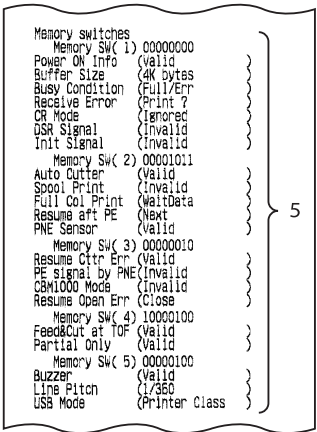 Memory switches
Memory SW( 1) 00000000
Power ON Info (Valid )
Buffer Size (4K bytes )
Busy Condition (Full/Err )
Receive Error (Print ? )
CR Mode (Ignored )
DSR Signal (Invalid )
Init Signal (Invalid )
Memory SW( 2) 00001011
Auto Cutter (Valid )
Spool Print (Invalid )
Full Col Print (WaitData )
Resume aft PE (Next )
PNE Sensor (Valid )
Memory SW( 3) 00000010
Resume Cttr Err (Valid )
PE signal by PNE(Invalid )
CBM1000 Mode (Invalid )
Resume Open Err (Close )
Memory SW( 4) 10000100
Feed&Cut at TOF (Valid )
Partial Only (Valid )
Memory SW( 5) 00000100
Buzzer (Valid )
Line Pitch (1/360 )
USB Mode (Printer Class )
5